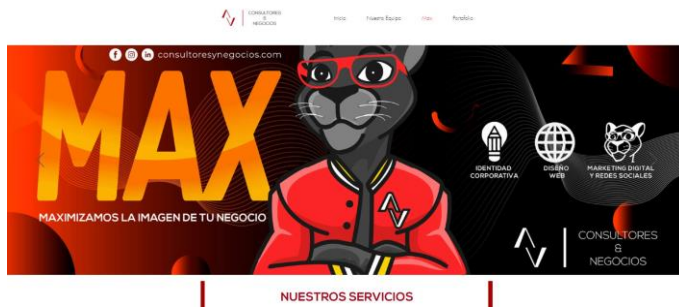 CONSULTORES
&
NEGOCIOS
Inicio Nuestro Equipo Max Portafolio
consultoresynegocios.com
MAX
MAXIMIZAMOS LA IMAGEN DE TU NEGOCIO
IDENTIDAD
CORPORATIVA
DISEÑO
WEB
MARKETING DIGITAL
Y REDES SOCIALES
CONSULTORES
&
NEGOCIOS
NUESTROS SERVICIOS